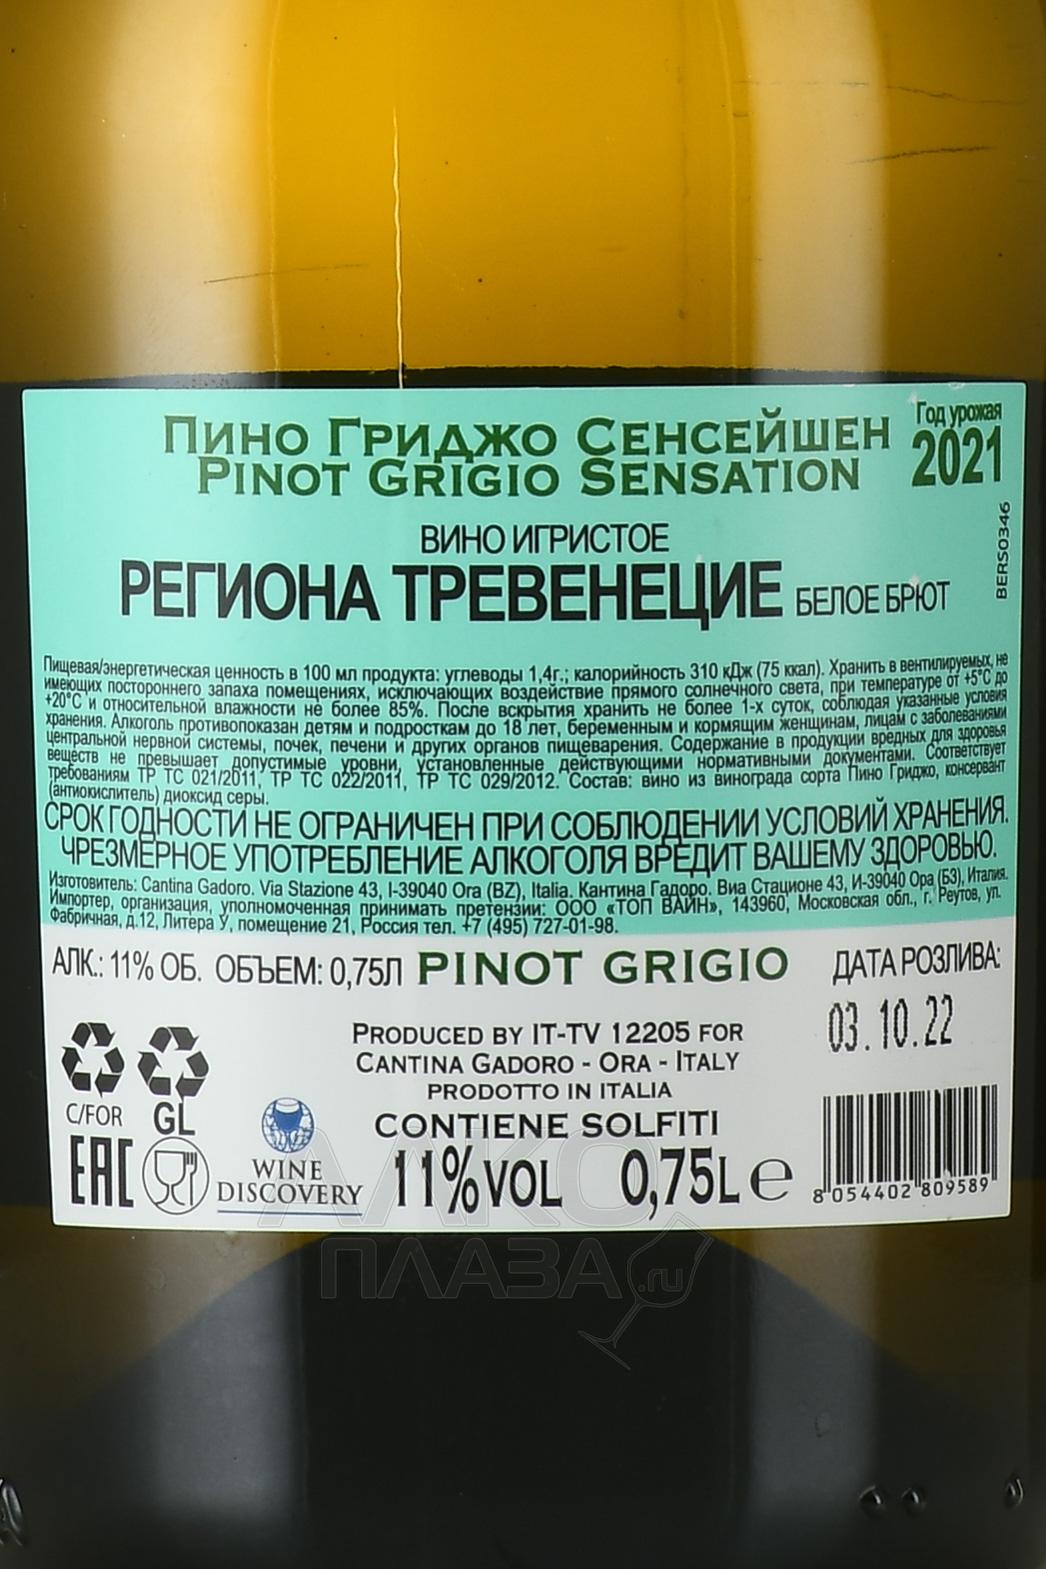 Пино Гриджо Сенсейшен
Pinot Grigio Sensation
Год урожая
2021
BERS0346
ВИНО ИГРИСТОЕ
РЕГИОНА ТРЕВЕНЕЦИЕ БЕЛОЕ БРЮТ
Пищевая/энергетическая ценность в 100 мл продукта: углеводы 1,4г.; калорийность 310 кДж (75 ккал). Хранить в вентилируемых, не
имеющих постороннего запаха помещениях, исключающих воздействие прямого солнечного света, при температуре от +5°С до
+20°С и относительной влажности не более 85%. После вскрытия хранить не более 1-х суток, соблюдая указанные условия
хранения. Алкоголь противопоказан детям и подросткам до 18 лет, беременным и кормящим женщинам, лицам с заболеваниями
центральной нервной системы, почек, печени и других органов пищеварения. Содержание в продукции вредных для здоровья
веществ не превышает допустимые уровни, установленные действующими нормативными документами. Соответствует
требованиям ТР ТС 021/2011, ТР ТС 022/2011, ТР ТС 029/2012. Состав: вино из винограда сорта Пино Гриджо, консервант
(антиокислитель) диоксид серы.
СРОК ГОДНОСТИ НЕ ОГРАНИЧЕН ПРИ СОБЛЮДЕНИИ УСЛОВИЙ ХРАНЕНИЯ.
ЧРЕЗМЕРНОЕ УПОТРЕБЛЕНИЕ АЛКОГОЛЯ ВРЕДИТ ВАШЕМУ ЗДОРОВЬЮ.
Изготовитель: Cantina Gadoro. Via Stazione 43, I-39040 Ora (BZ), Italia. Кантина Гадоро. Виа Стационе 43, И-39040 Ора (БЗ), Италия.
Импортер, организация, уполномоченная принимать претензии: ООО «ТОП ВАЙН», 143960, Московская обл., г. Реутов, ул.
Фабричная, д.12, Литера У, помещение 21, Россия тел. +7 (495) 727-01-98.
АЛК.: 11% ОБ. ОБЪЕМ: 0,75Л PINOT GRIGIO ДАТА РОЗЛИВА:
03.10.22
Produced by IT-TV 12205 for
Cantina Gadoro - Ora - Italy
prodotto in Italia
CONTIENE SOLFITI
11%VOL 0,75L e
C/FOR
GL
EAC
WINE
DISCOVERY
8 054402 809589
АЛКО
ПЛАЗА
.ru